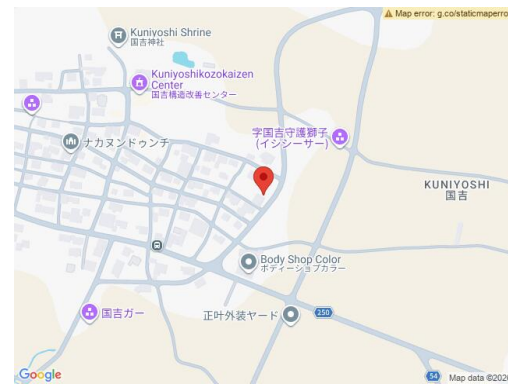 Map error: g.co/staticmaperro
Kuniyoshi Shrine
国吉神社
Kuniyoshikozokaizen
Center
国吉構造改善センター
ナカヌンドゥンチ
字国吉守護獅子
(イシシーサー)
KUNIYOSHI
国吉
Body Shop Color
ボディーショップカラー
国吉ガー
正叶外装ヤード
250
54
Google
Map data ©2026